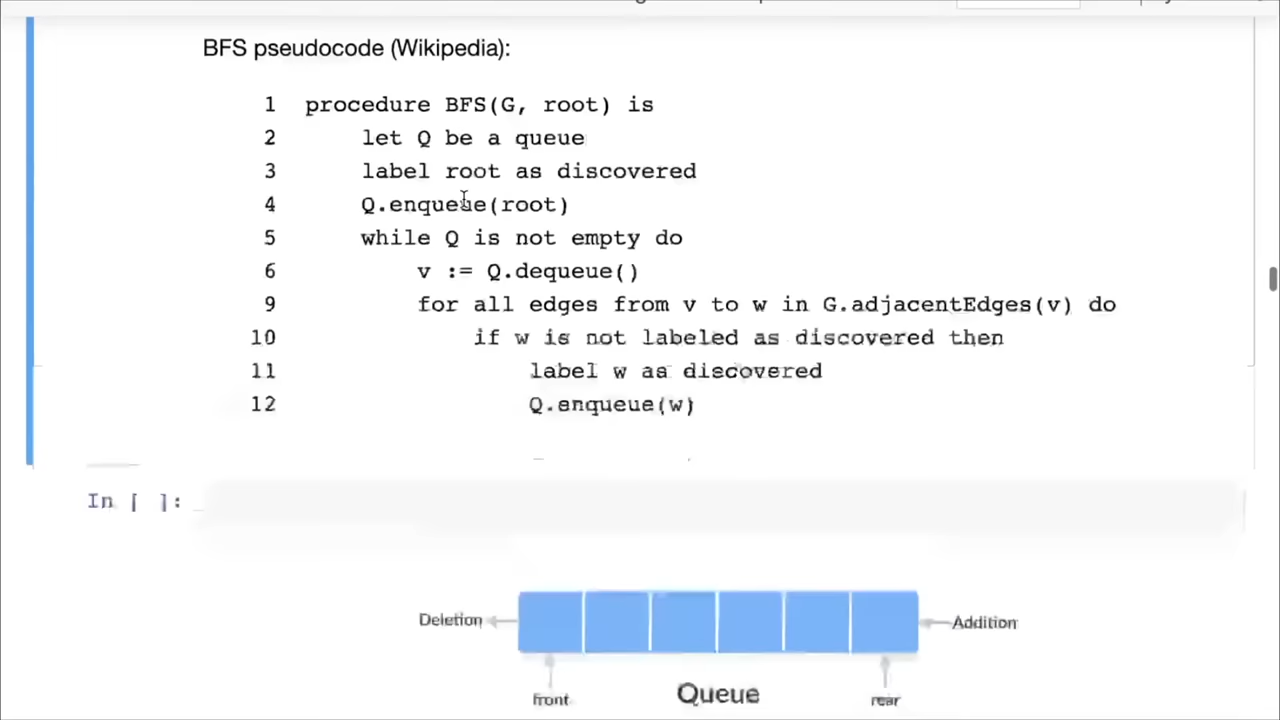 BFS pseudocode (Wikipedia):
1 procedure BFS(G, root) is
2 let Q be a queue
3 label root as discovered
4 Q.enqueue(root)
5 while Q is not empty do
6 v := Q.dequeue()
9 for all edges from v to w in G.adjacentEdges(v) do
10 if w is not labeled as discovered then
11 label w as discovered
12 Q.enqueue(w)
In [ ]:
Deletion Addition
front Queue rear